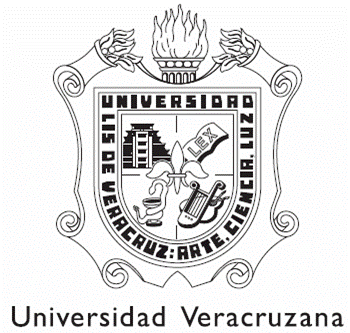 UNIVERSIDAD
LIS DE VERACRUZ: ARTE, CIENCIA, LUZ
LEX
Universidad Veracruzana